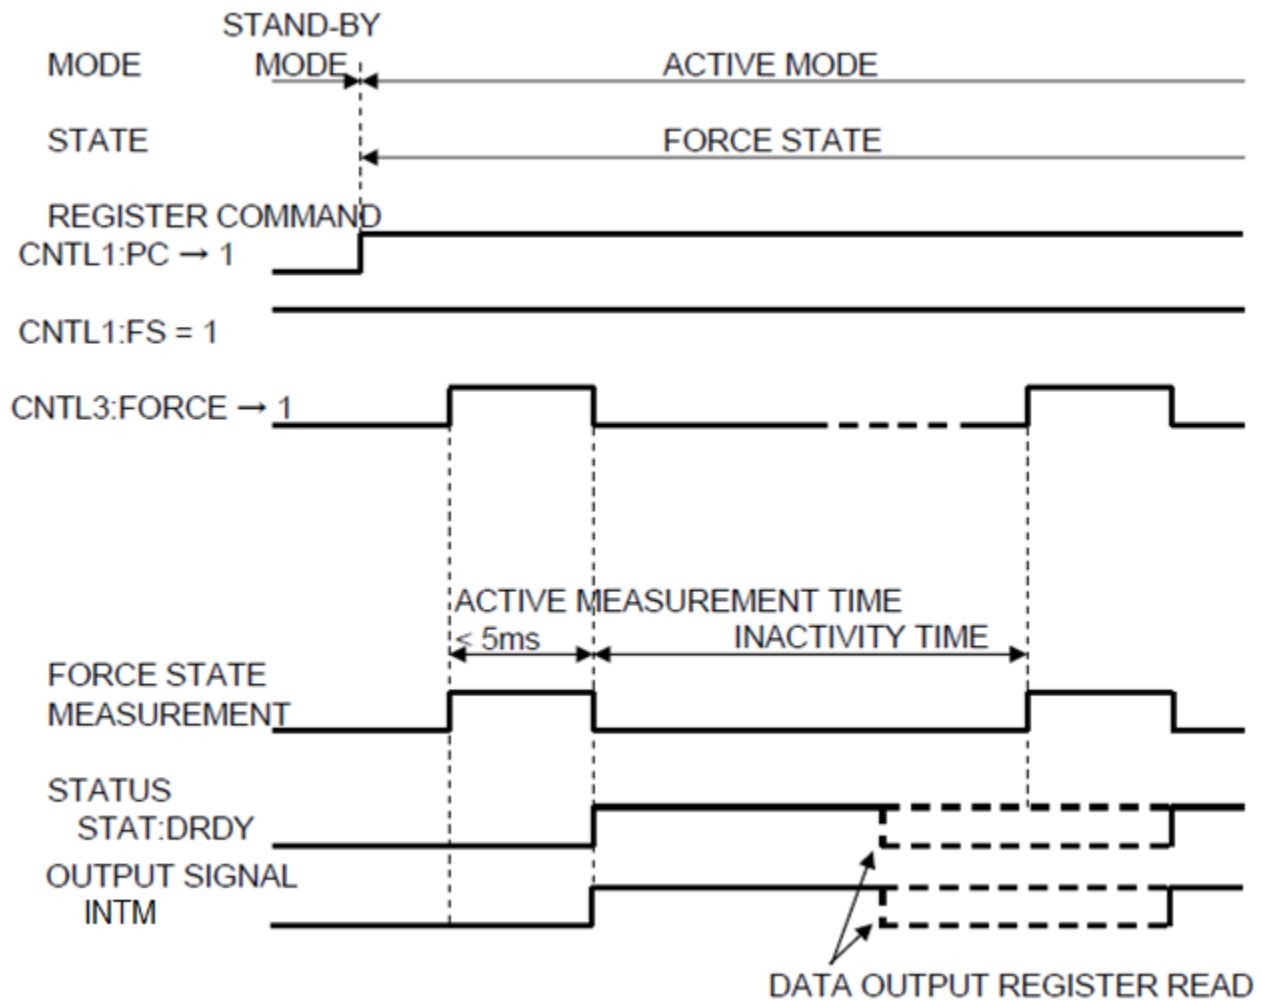 STAND-BY
MODE MODE ACTIVE MODE
STATE FORCE STATE
REGISTER COMMAND
CNTL1:PC → 1
CNTL1:FS = 1
CNTL3:FORCE → 1
ACTIVE MEASUREMENT TIME
< 5ms INACTIVITY TIME
FORCE STATE
MEASUREMENT
STATUS
STAT:DRDY
OUTPUT SIGNAL
INTM
DATA OUTPUT REGISTER READ